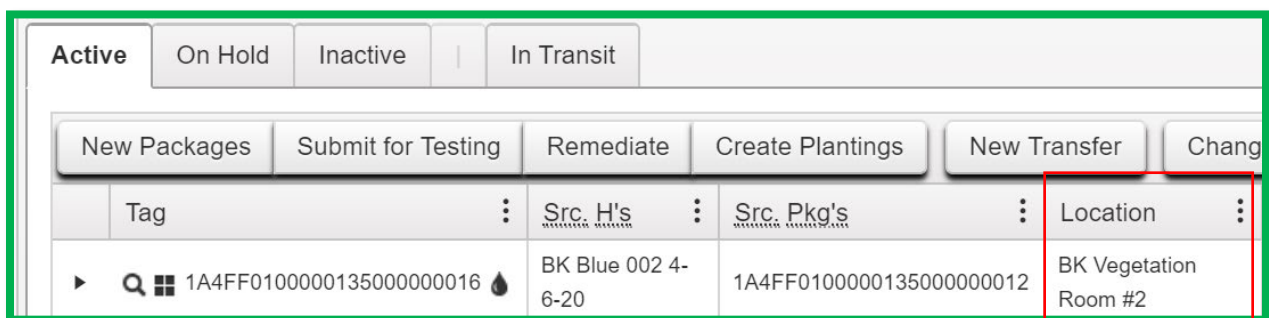 Active On Hold Inactive | In Transit
New Packages Submit for Testing Remediate Create Plantings New Transfer Chang
Tag Src. H's Src. Pkg's Location
1A4FF0100000135000000016 BK Blue 002 4-6-20 1A4FF0100000135000000012 BK Vegetation Room #2